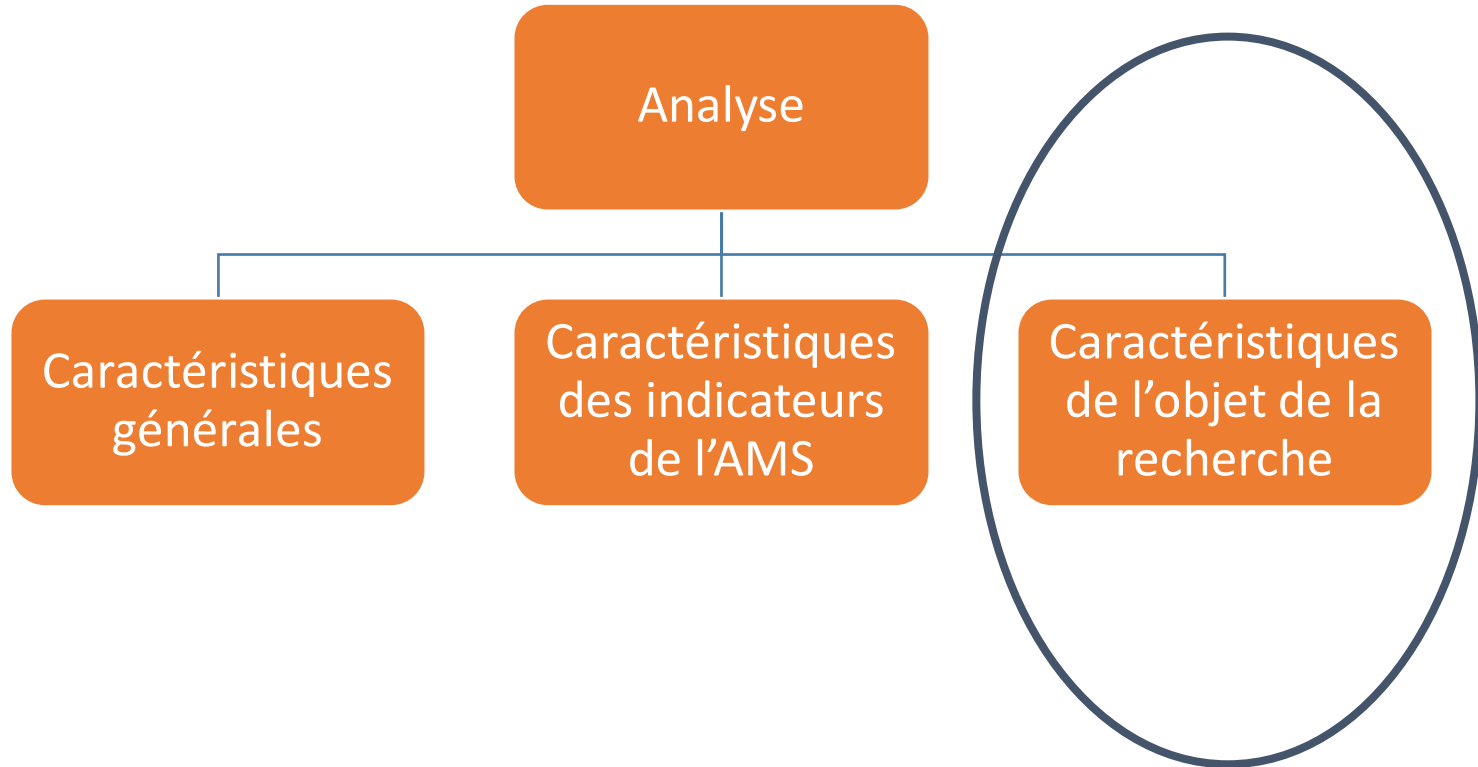 Analyse
Caractéristiques
générales
Caractéristiques
des indicateurs
de l’AMS
Caractéristiques
de l’objet de la
recherche